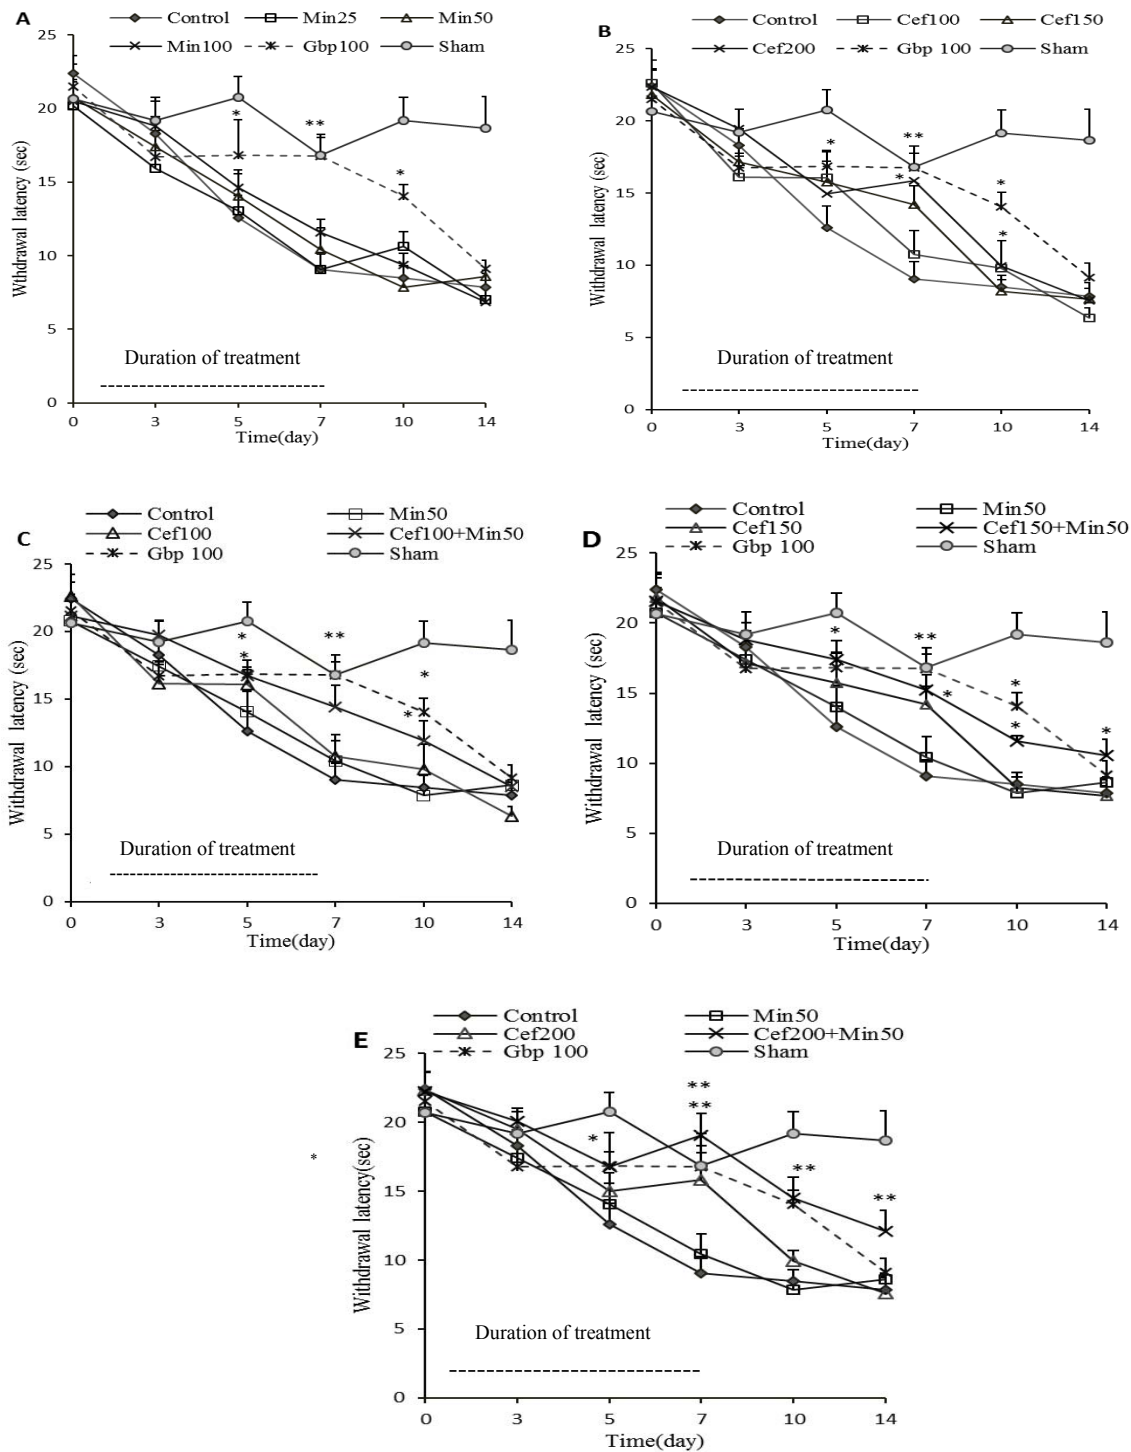 A
Control Min25 Min50
Min100 Gbp100 Sham
25
20
15
10
5
0
* ** *
Wthdrawal latency (sec)
Duration of treatment
0 3 5 7 10 14
Time(day)
B
Control Cef100 Cef150
Cef200 Gbp 100 Sham
25
20
15
10
5
0
* ** * * *
Withdrawal latency (sec)
Duration of treatment
0 3 5 7 10 14
Time(day)
C
Control Min50
Cef100 Cef100+Min50
Gbp 100 Sham
25
20
15
10
5
0
* * ** * *
Withdrawal latency (sec)
Duration of treatment
0 3 5 7 10 14
Time(day)
D
Control Min50
Cef150 Cef150+Min50
Gbp 100 Sham
25
20
15
10
5
0
* ** * * * *
Withdrawal latency (sec)
Duration of treatment
0 3 5 7 10 14
Time(day)
E
Control Min50
Cef200 Cef200+Min50
Gbp 100 Sham
25
20
15
10
5
0
**
**
* ** **
*
Withdrawal latency(sec)
Duration of treatment
0 3 5 7 10 14
Time(day)